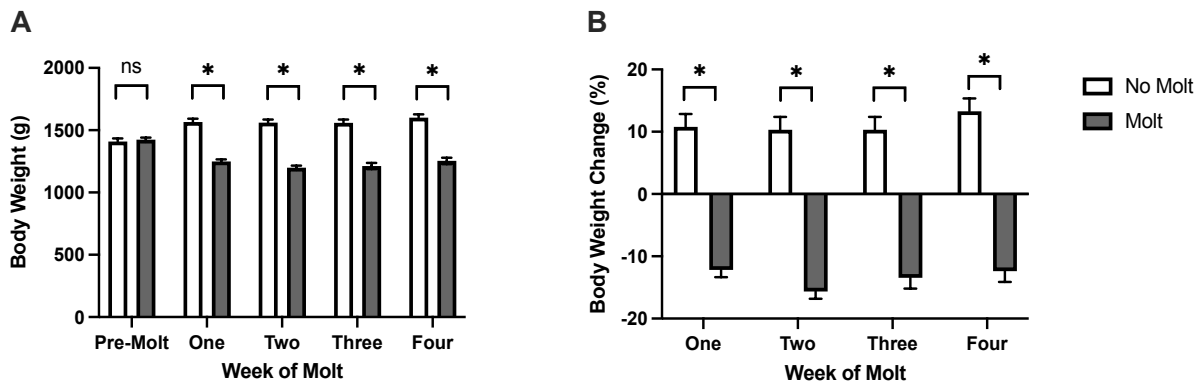 A
B
ns
*
*
*
*
2000
1500
1000
500
0
Body Weight (g)
Pre-Molt One Two Three Four
Week of Molt
*
*
*
*
20
10
0
-10
-20
Body Weight Change (%)
One Two Three Four
Week of Molt
No Molt
Molt